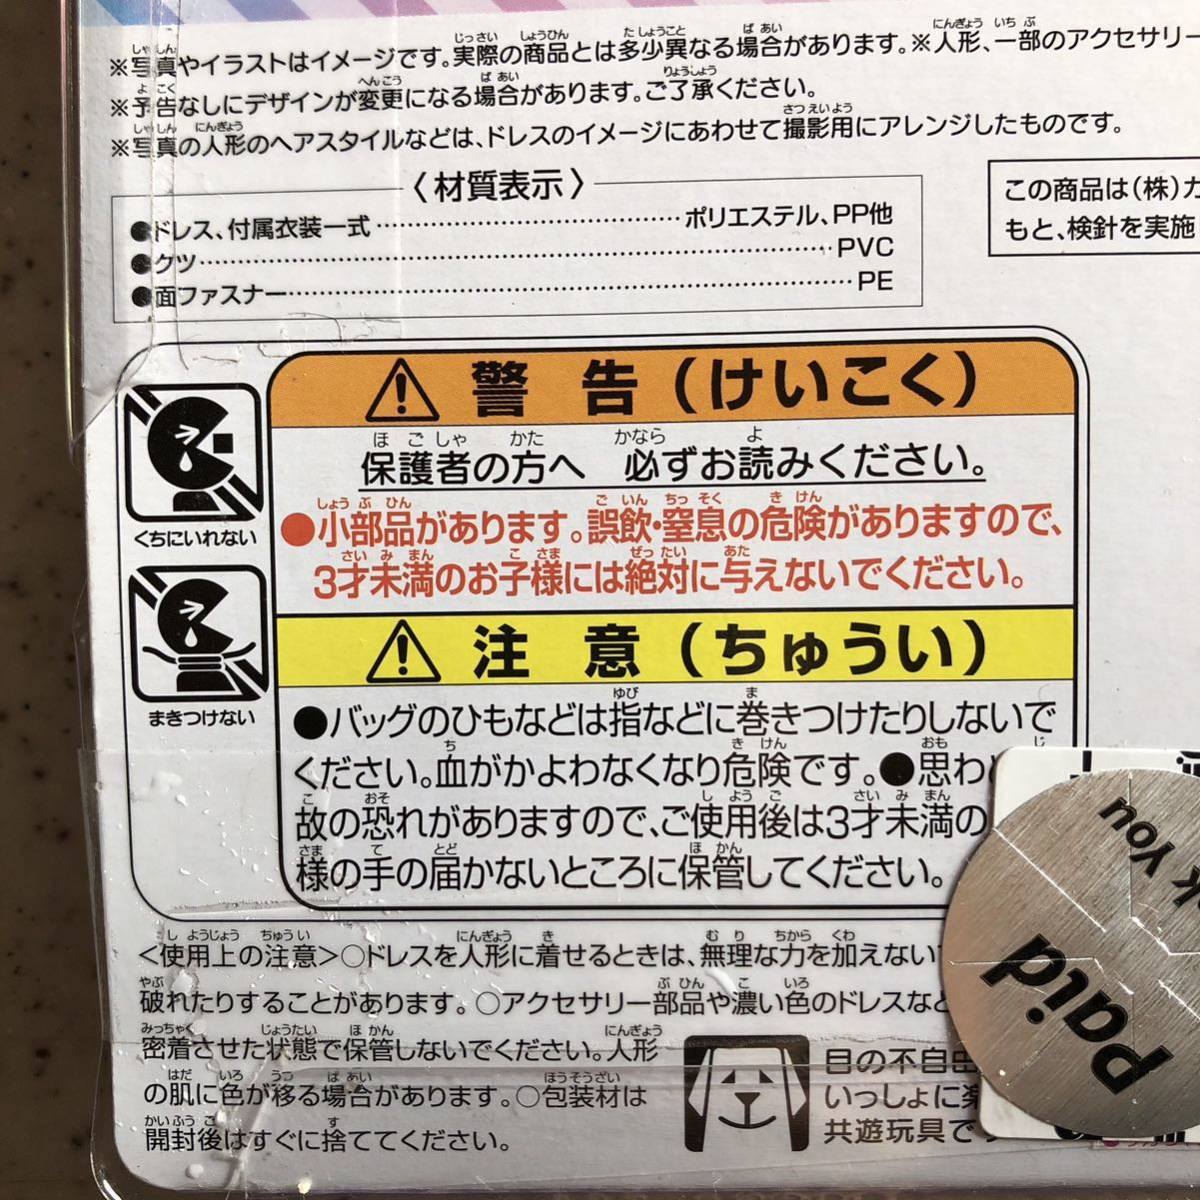 ※写真やイラストはイメージです。実際の商品とは多少異なる場合があります。※人形、一部のアクセサリー
※予告なしにデザインが変更になる場合があります。ご了承ください。
※写真の人形のヘアスタイルなどは、ドレスのイメージにあわせて撮影用にアレンジしたものです。
〈材質表示〉
●ドレス、付属衣装一式……………………ポリエステル、PP他
●クツ……………………………………………PVC
●面ファスナー…………………………………PE
この商品は(株)
もと、検針を実施
警告(けいこく)
保護者の方へ 必ずお読みください。
●小部品があります。誤飲・窒息の危険がありますので、
3才未満のお子様には絶対に与えないでください。
くちにいれない
注意(ちゅうい)
まきつけない
●バッグのひもなどは指などに巻きつけたりしないで
ください。血がかよわなくなり危険です。●思わ
故の恐れがありますので、ご使用後は3才未満の
様の手の届かないところに保管してください。
<使用上の注意>○ドレスを人形に着せるときは、無理な力を加えない
破れたりすることがあります。○アクセサリー部品や濃い色のドレスなど
密着させた状態で保管しないでください。人形
の肌に色が移る場合があります。○包装材は
開封後はすぐに捨ててください。
目の不自由
いっしょに楽
共遊玩具で
k You
Paid